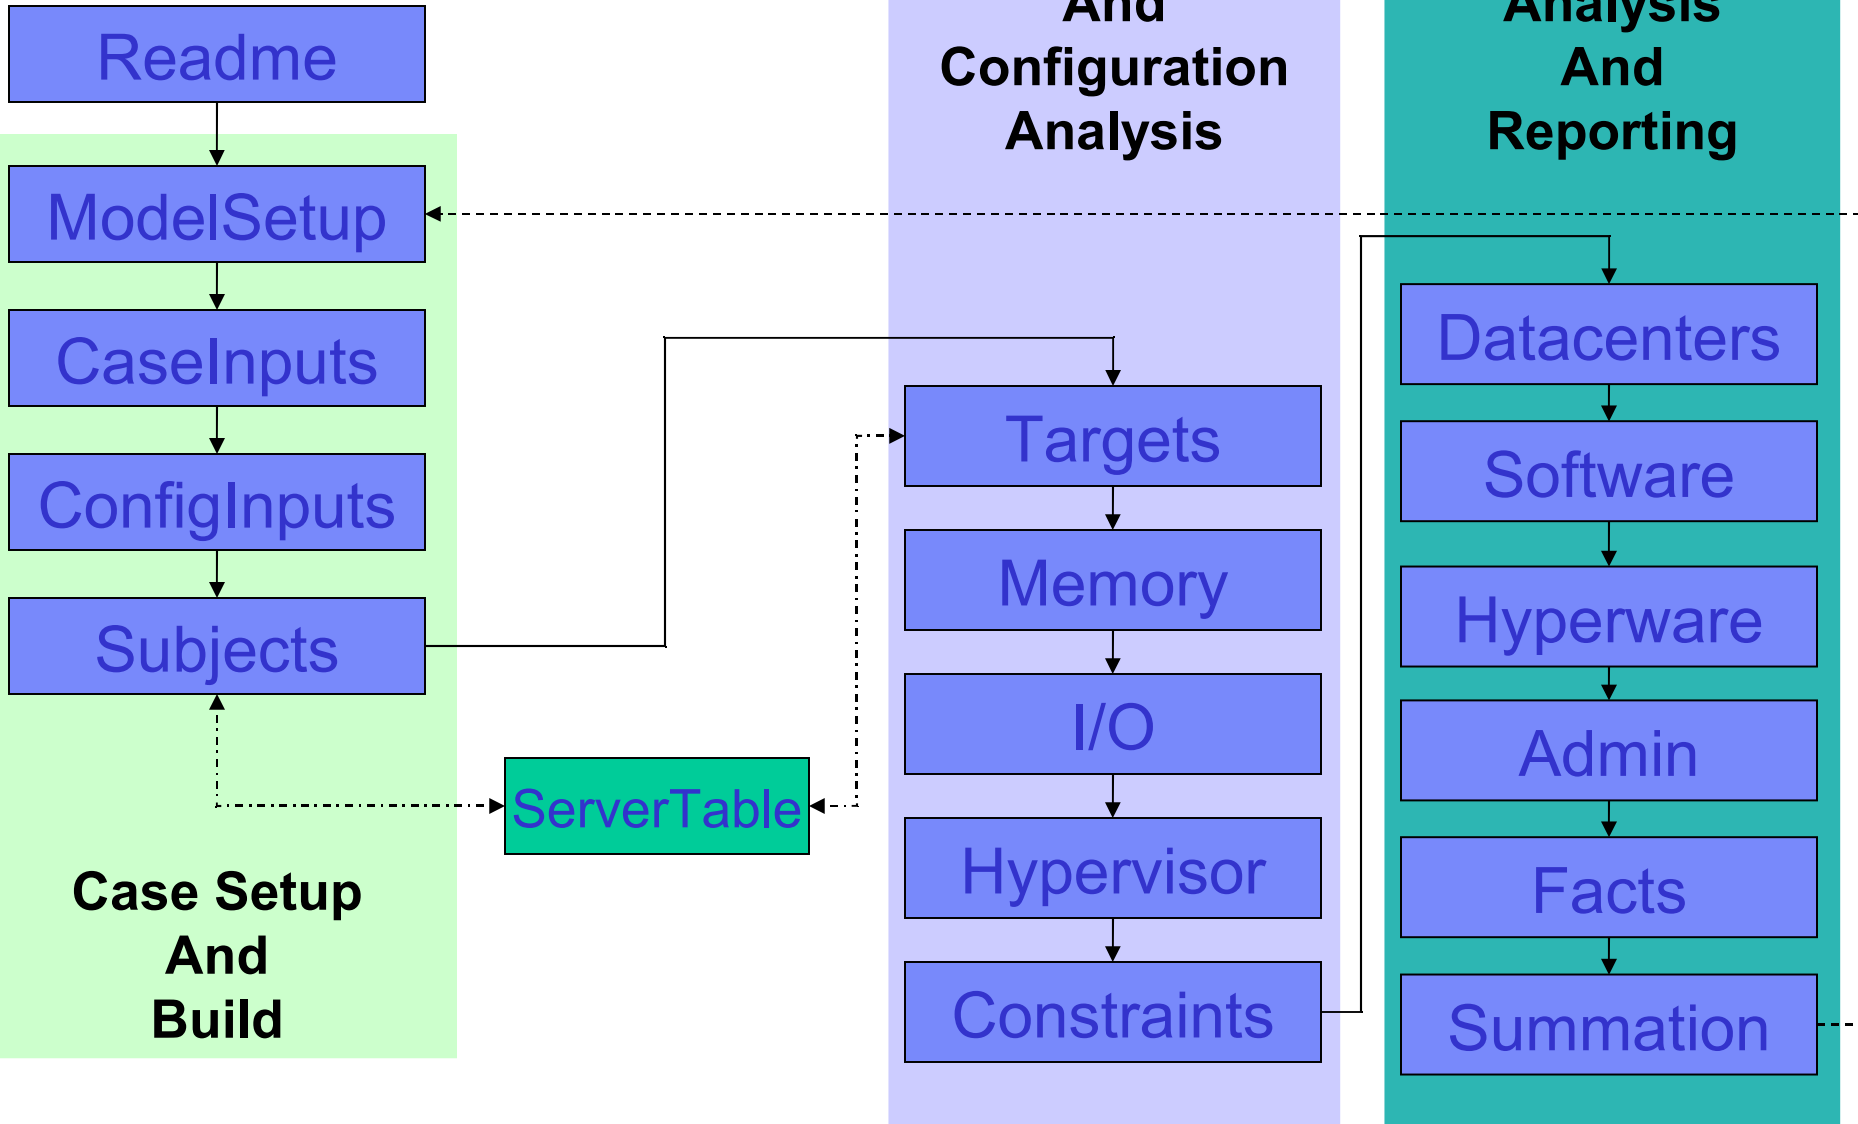 Readme
ModelSetup
CaseInputs
ConfigInputs
Subjects
Case Setup
And
Build
ServerTable
And
Configuration
Analysis
Targets
Memory
I/O
Hypervisor
Constraints
Analysis
And
Reporting
Datacenters
Software
Hyperware
Admin
Facts
Summation